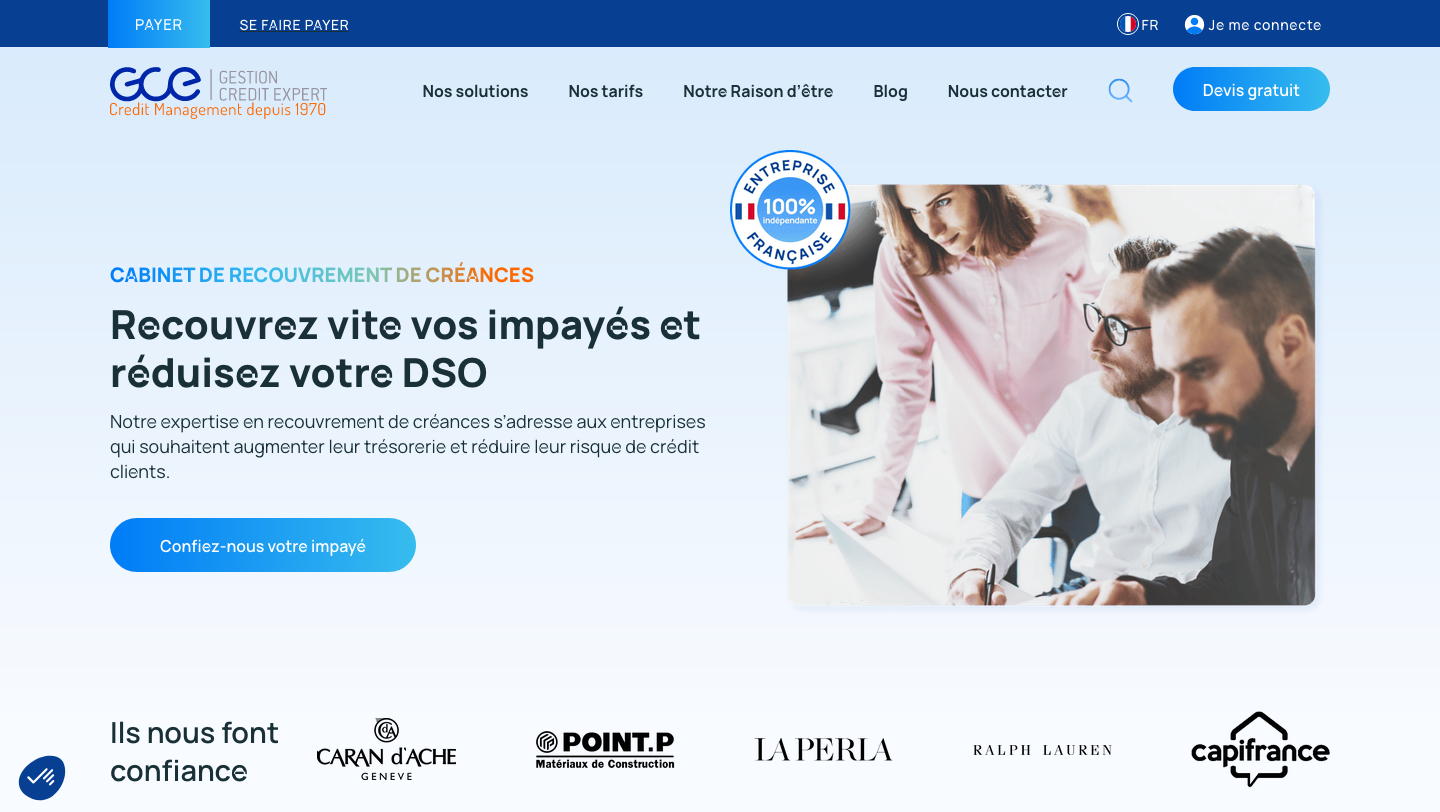 PAYER
SE FAIRE PAYER
FR
Je me connecte
GCE
GESTION
CREDIT EXPERT
Credit Management depuis 1970
Nos solutions
Nos tarifs
Notre Raison d’être
Blog
Nous contacter
Devis gratuit
ENTREPRISE
100%
indépendante
FRANÇAISE
CABINET DE RECOUVREMENT DE CRÉANCES
Recouvrez vite vos impayés et
réduisez votre DSO
Notre expertise en recouvrement de créances s’adresse aux entreprises
qui souhaitent augmenter leur trésorerie et réduire leur risque de crédit
clients.
Confiez-nous votre impayé
Ils nous font
confiance
CARAN d'ACHE
GENEVE
POINT.P
Matériaux de Construction
LA PERLA
RALPH LAUREN
capifrance